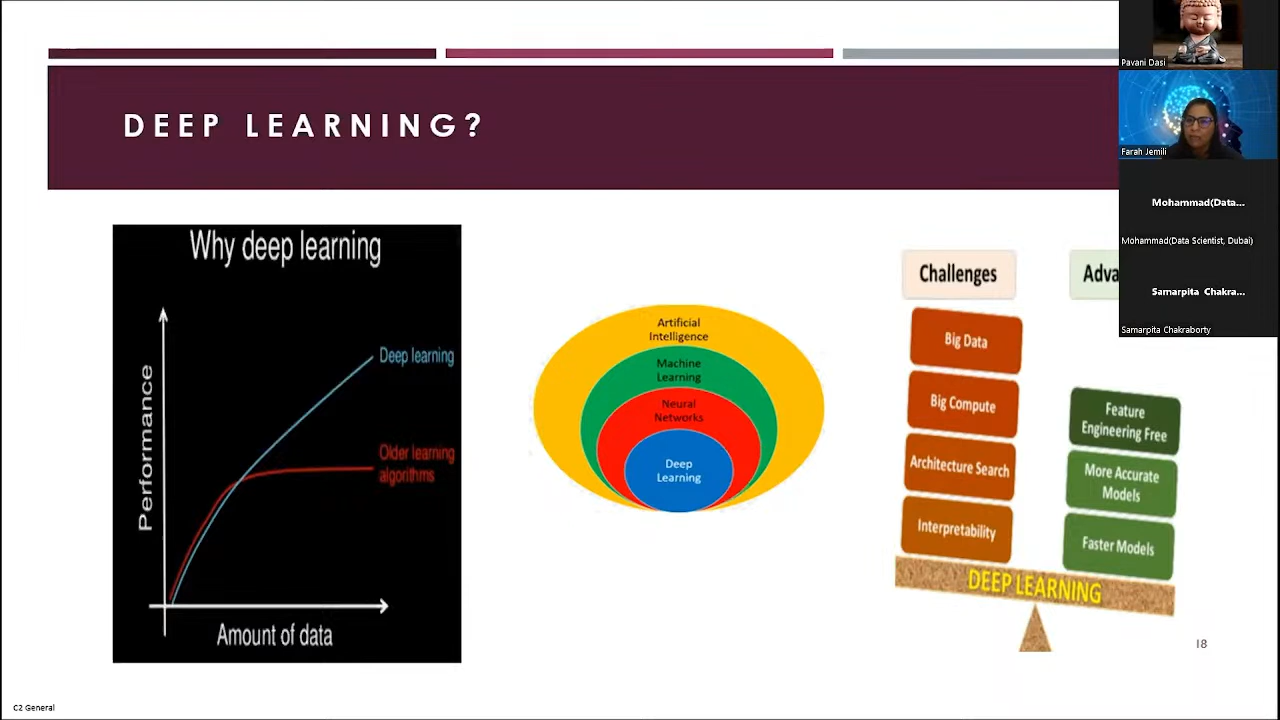 DEEP LEARNING?
Why deep learning
Performance
Deep learning
Older learning
algorithms
Amount of data
Artificial
Intelligence
Machine
Learning
Neural
Networks
Deep
Learning
Challenges
Adva
Big Data
Big Compute
Architecture Search
Interpretability
Feature
Engineering Free
More Accurate
Models
Faster Models
DEEP LEARNING
18
C2 General
Pavani Dasi
Farah Jemili
Mohammad(Data...
Mohammad(Data Scientist, Dubai)
Samarpita Chakra...
Samarpita Chakraborty